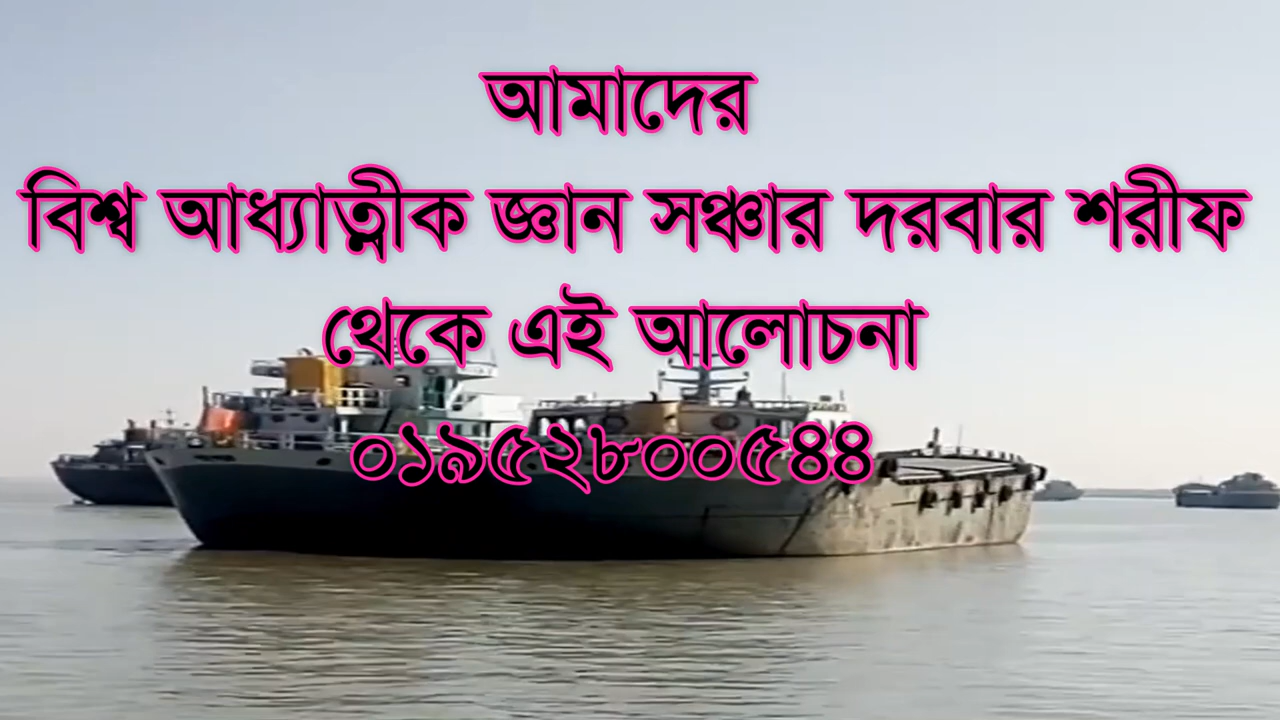 আমাদের
বিশ্ব আধ্যাত্নীক জ্ঞান সঞ্চার দরবার শরীফ
থেকে এই আলোচনা
০১৯৫২৮০০৫৪৪